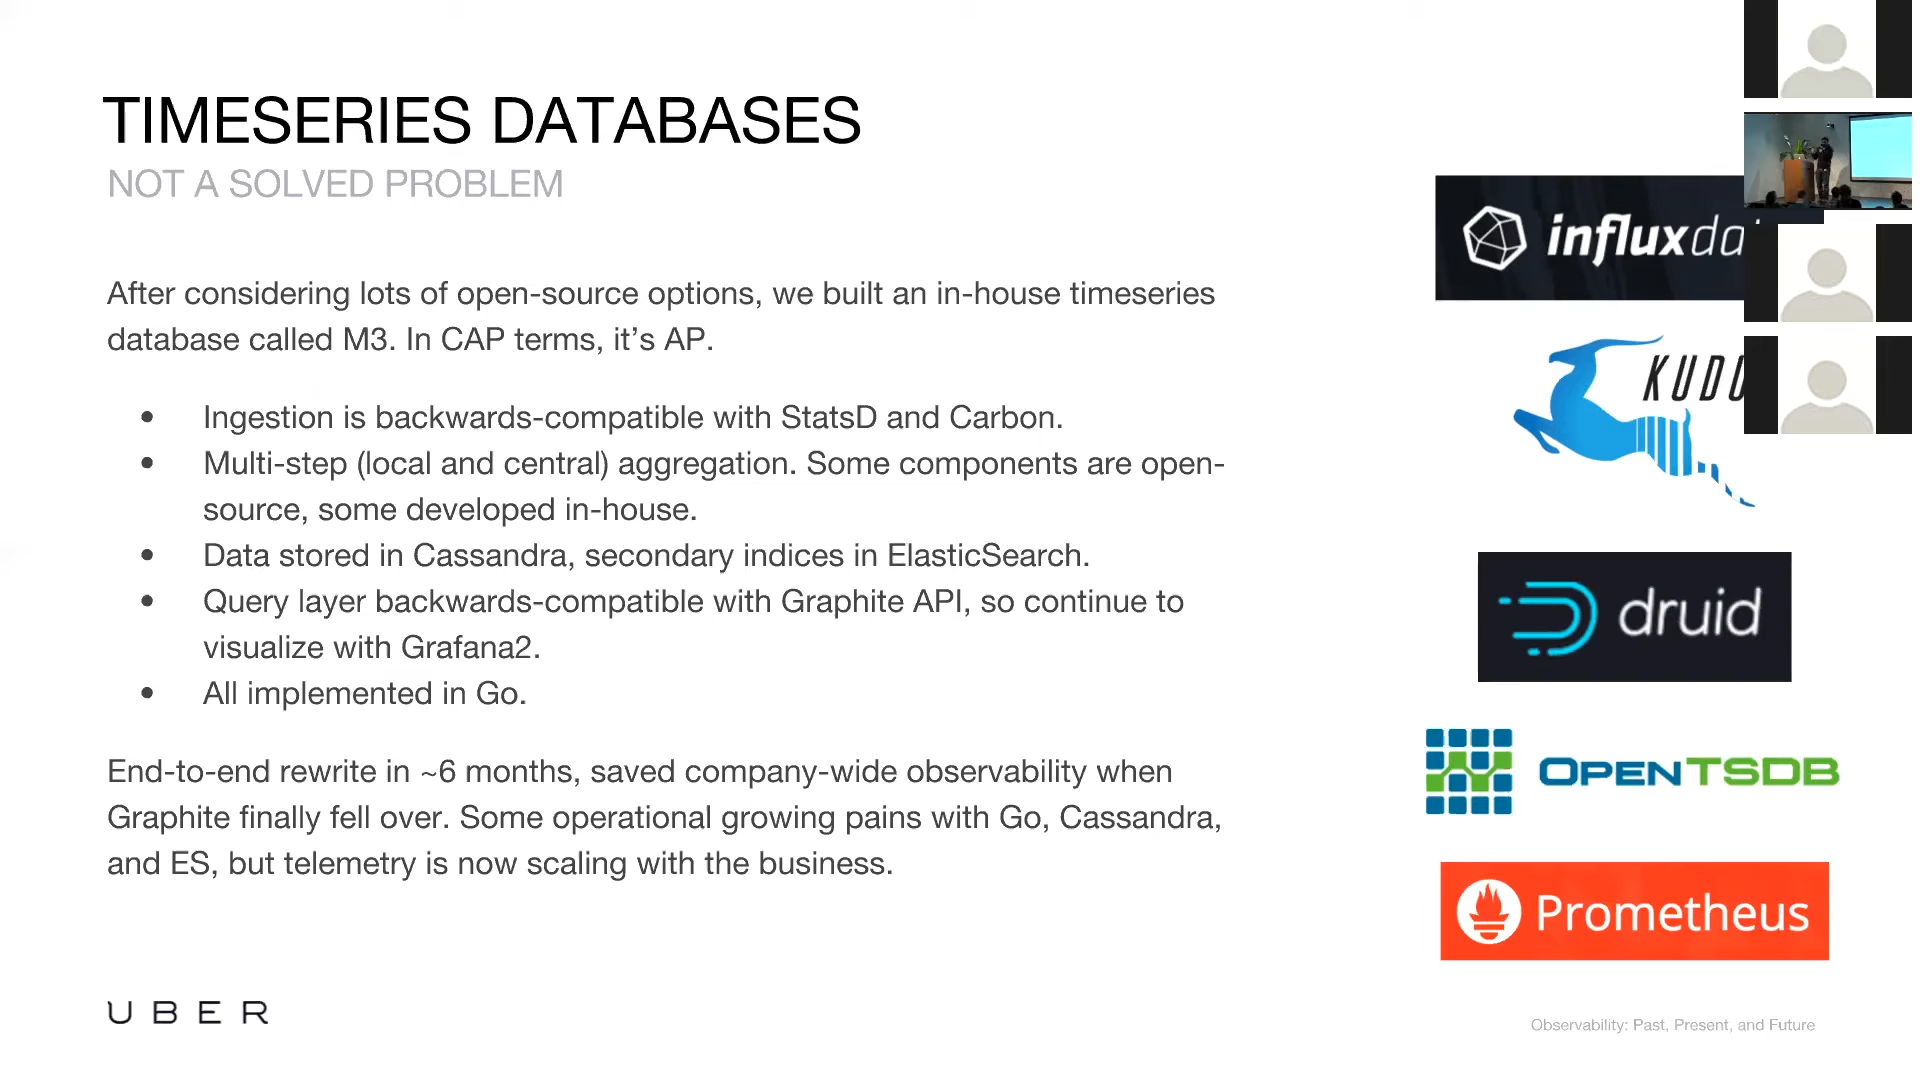 TIMESERIES DATABASES
NOT A SOLVED PROBLEM
After considering lots of open-source options, we built an in-house timeseries
database called M3. In CAP terms, it’s AP.
• Ingestion is backwards-compatible with StatsD and Carbon.
• Multi-step (local and central) aggregation. Some components are open-
source, some developed in-house.
• Data stored in Cassandra, secondary indices in ElasticSearch.
• Query layer backwards-compatible with Graphite API, so continue to
visualize with Grafana2.
• All implemented in Go.
End-to-end rewrite in ~6 months, saved company-wide observability when
Graphite finally fell over. Some operational growing pains with Go, Cassandra,
and ES, but telemetry is now scaling with the business.
influxda
KUDU
druid
OPENTSDB
Prometheus
UBER
Observability: Past, Present, and Future